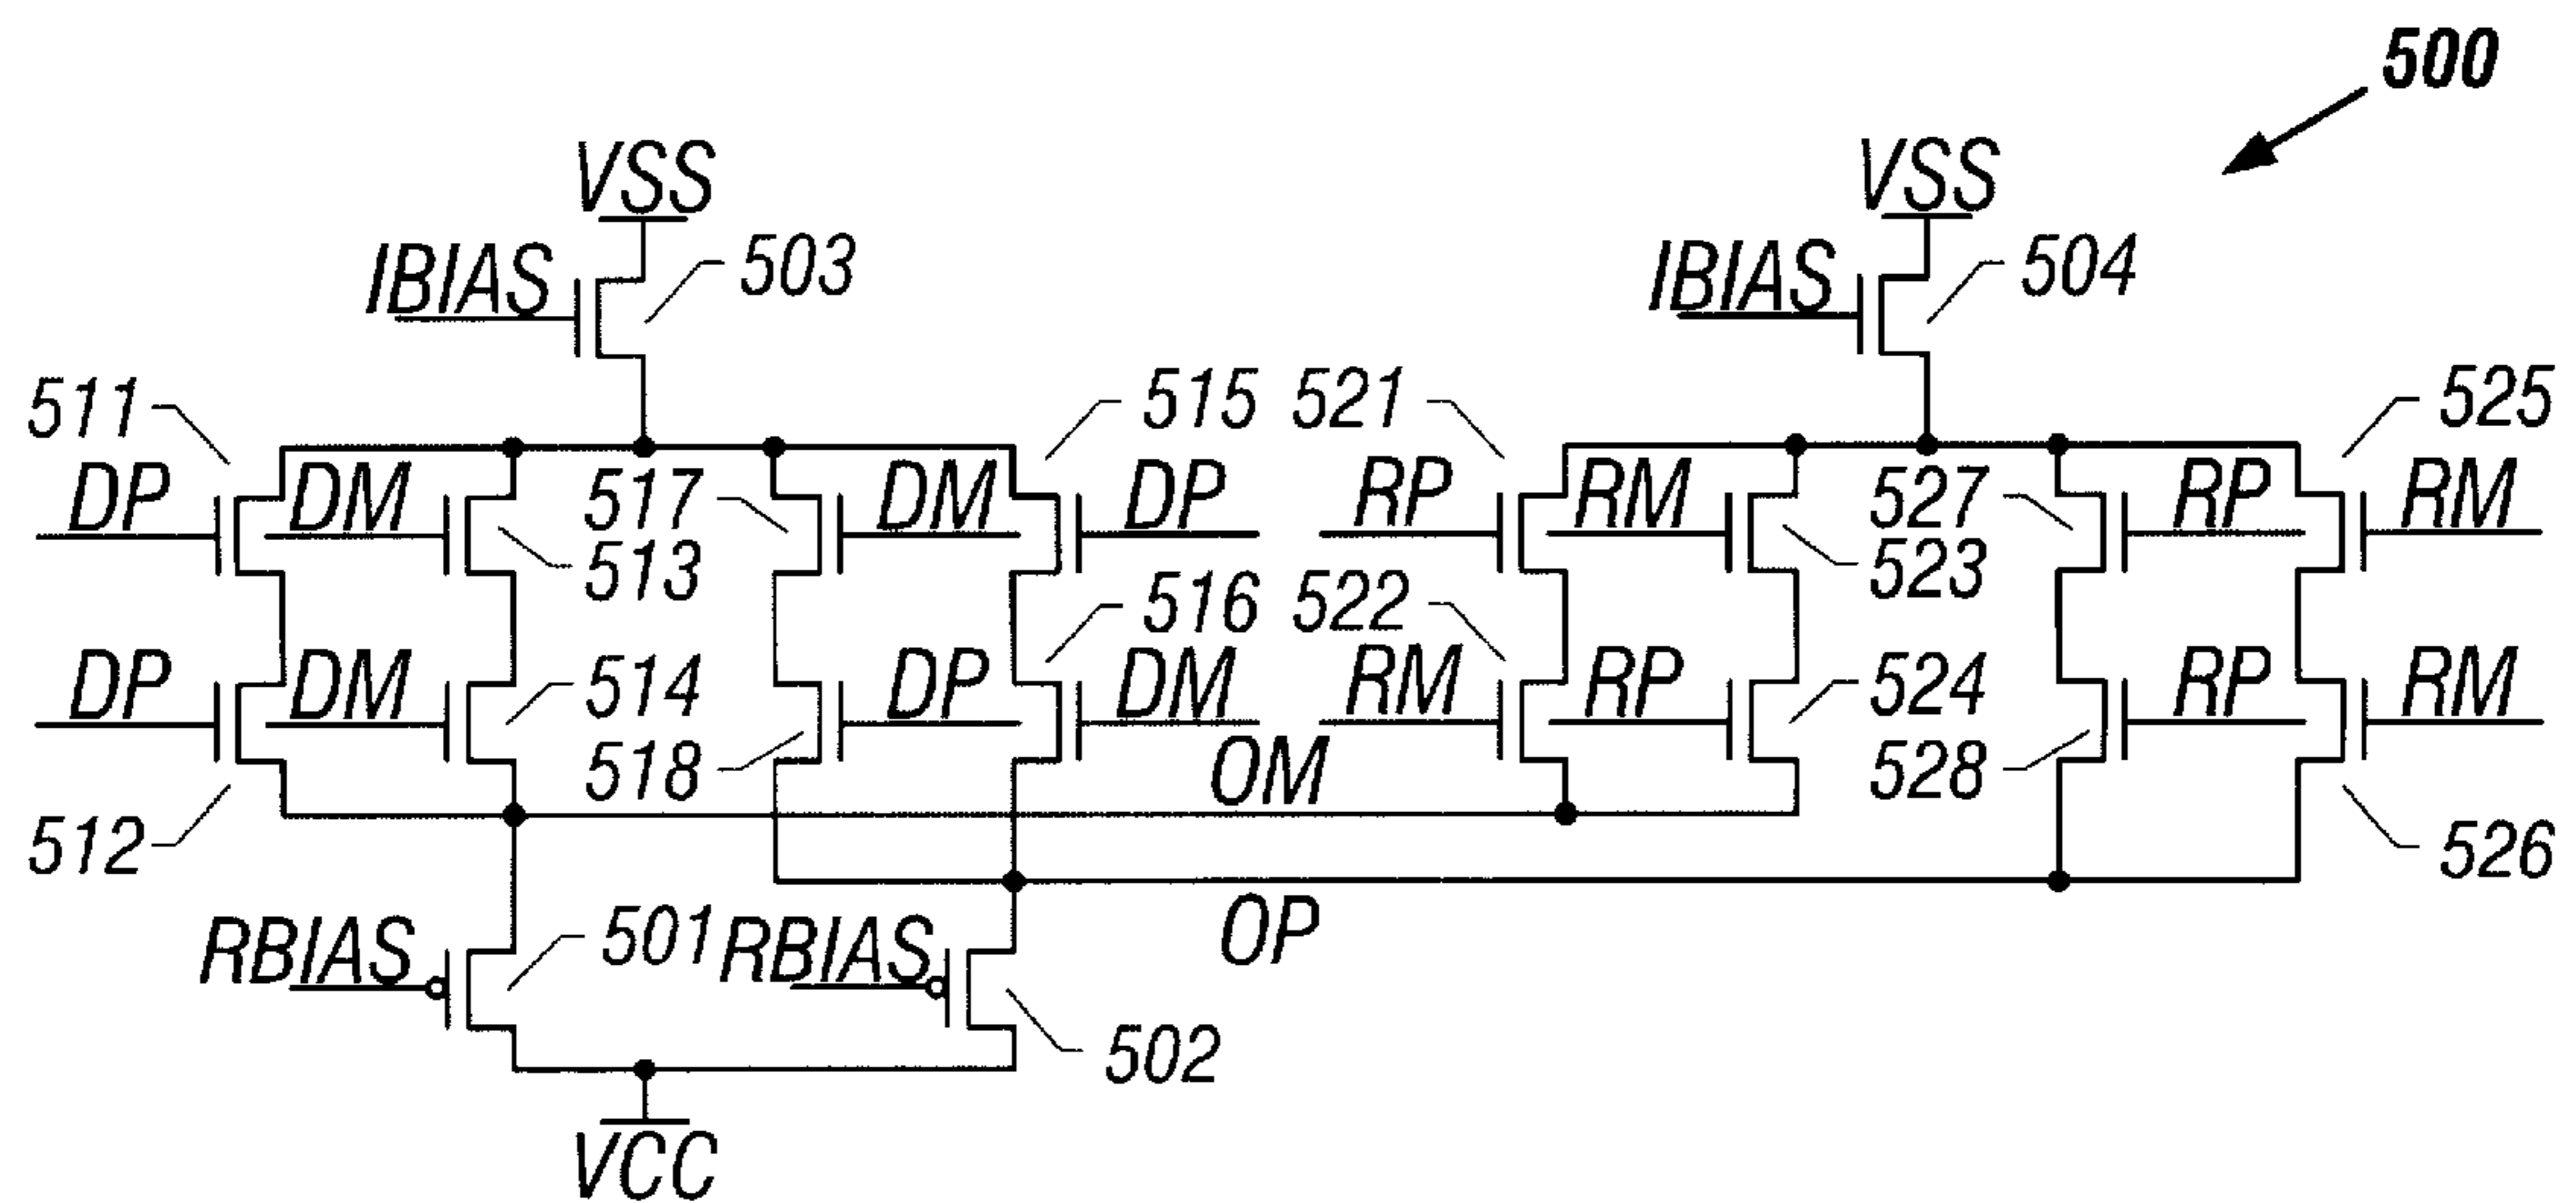 500
VSS
VSS
IBIAS
503
IBIAS
504
511
515
521
525
DP
DM
517
DM
DP
RP
RM
527
RP
RM
513
523
516
522
DP
DM
514
DP
DM
RM
RP
524
RP
RM
518
OM
528
512
526
RBIAS
501
RBIAS
OP
502
VCC